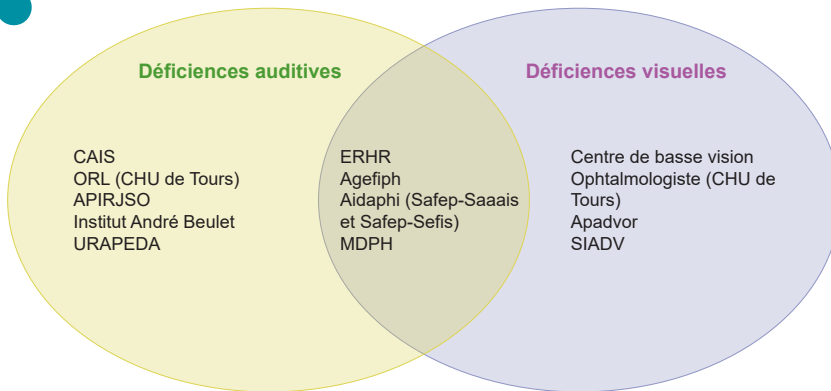 Déficiences auditives
CAIS
ORL (CHU de Tours)
APIRJSO
Institut André Beulet
URAPEDA
ERHR
Agefiph
Aidaphi (Safep-Saaais
et Safep-Sefis)
MDPH
Déficiences visuelles
Centre de basse vision
Ophtalmologiste (CHU de
Tours)
Apadvor
SIADV